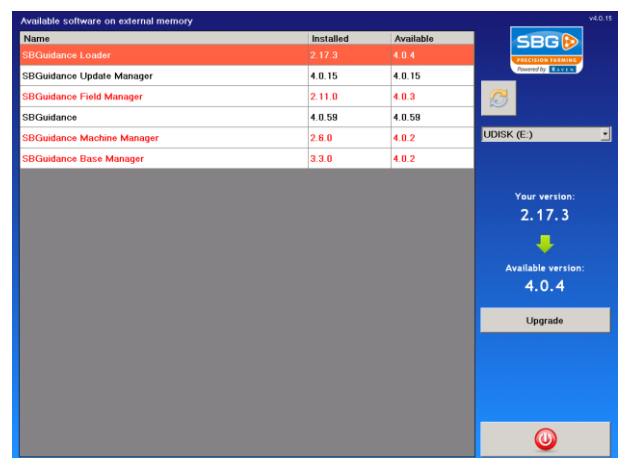 Available software on external memory
v4.0.15
Name Installed Available
SBGuidance Loader 2.17.3 4.0.4
SBGuidance Update Manager 4.0.15 4.0.15
SBGuidance Field Manager 2.11.0 4.0.3
SBGuidance 4.0.59 4.0.59
SBGuidance Machine Manager 2.6.0 4.0.2
SBGuidance Base Manager 3.3.0 4.0.2
SBG
PRECISION FARMING
Powered by RAVEN
UDISK (E:)
Your version:
2.17.3
Available version:
4.0.4
Upgrade